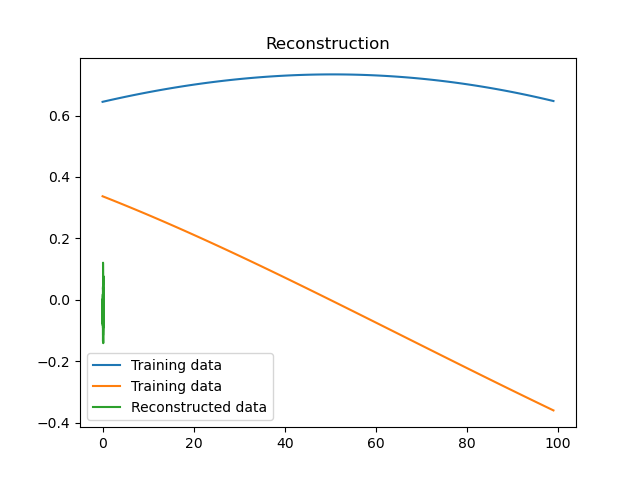 Reconstruction
0.6
0.4
0.2
0.0
−0.2
−0.4
Training data
Training data
Reconstructed data
0 20 40 60 80 100